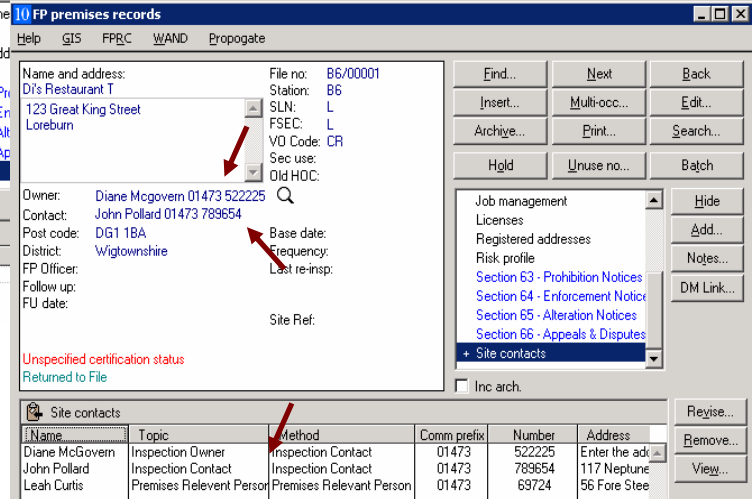 10 FP premises records
Help GIS FPRC WAND Propogate
Name and address:
Di's Restaurant T
123 Great King Street
Loreburn
File no: B6/00001
Station: B6
SLN: L
FSEC: L
VO Code: CR
Sec use:
Old HOC:
Owner: Diane Mcgovern 01473 522225
Contact: John Pollard 01473 789654
Post code: DG1 1BA
District: Wigtownshire
FP Officer:
Follow up:
FU date:
Base date:
Frequency:
Last re-insp:
Site Ref:
Unspecified certification status
Returned to File
Find... Next Back
Insert... Multi-occ... Edit...
Archive... Print... Search...
Hold Unuse no... Batch
Job management
Licenses
Registered addresses
Risk profile
Section 63 - Prohibition Notices
Section 64 - Enforcement Notice
Section 65 - Alteration Notices
Section 66 - Appeals & Disputes
+ Site contacts
Hide
Add...
Notes...
DM Link...
Inc arch.
Site contacts
Name Topic Method Comm prefix Number Address
Diane McGovern Inspection Owner Inspection Contact 01473 522225 Enter the add
John Pollard Inspection Contact Inspection Contact 01473 789654 117 Neptune
Leah Curtis Premises Relevent Person Premises Relevant Person 01473 69724 56 Fore Stee
Revise...
Remove...
View...